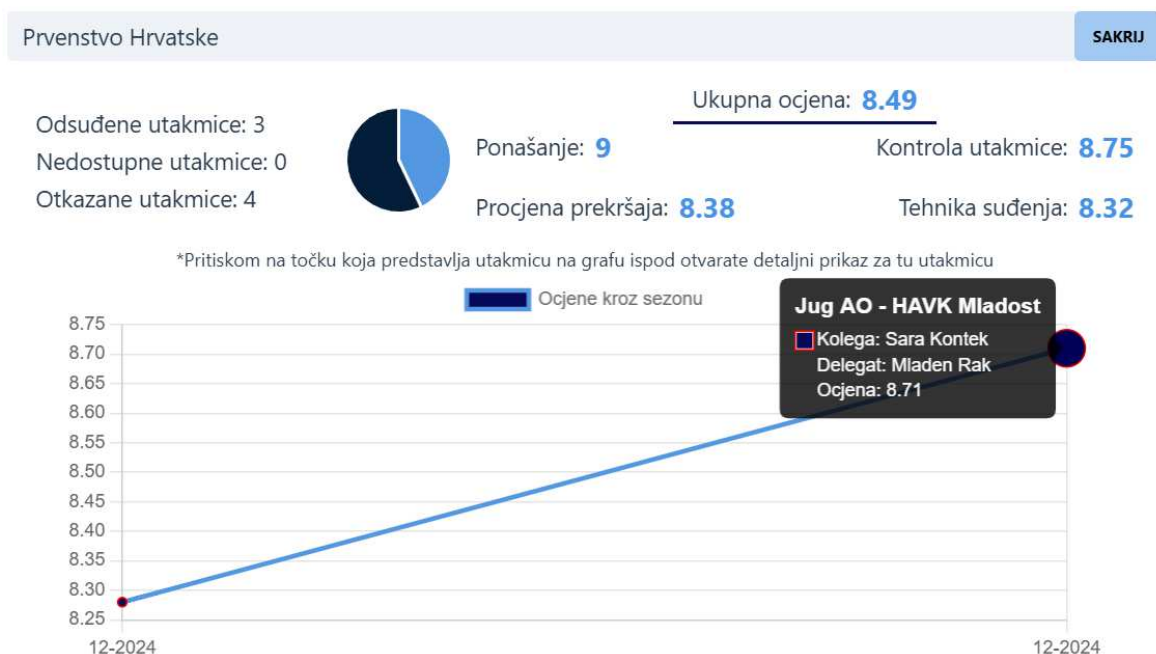 Prvenstvo Hrvatske
SAKRIJ
Ukupna ocjena: 8.49
Odsuđene utakmice: 3
Nedostupne utakmice: 0
Otkazane utakmice: 4
Ponašanje: 9
Kontrola utakmice: 8.75
Procjena prekršaja: 8.38
Tehnika suđenja: 8.32
*Pritiskom na točku koja predstavlja utakmicu na grafu ispod otvarate detaljni prikaz za tu utakmicu
Ocjene kroz sezonu
Jug AO - HAVK Mladost
Kolega: Sara Kontek
Delegat: Mladen Rak
Ocjena: 8.71
8.75
8.70
8.65
8.60
8.55
8.50
8.45
8.40
8.35
8.30
8.25
12-2024
12-2024